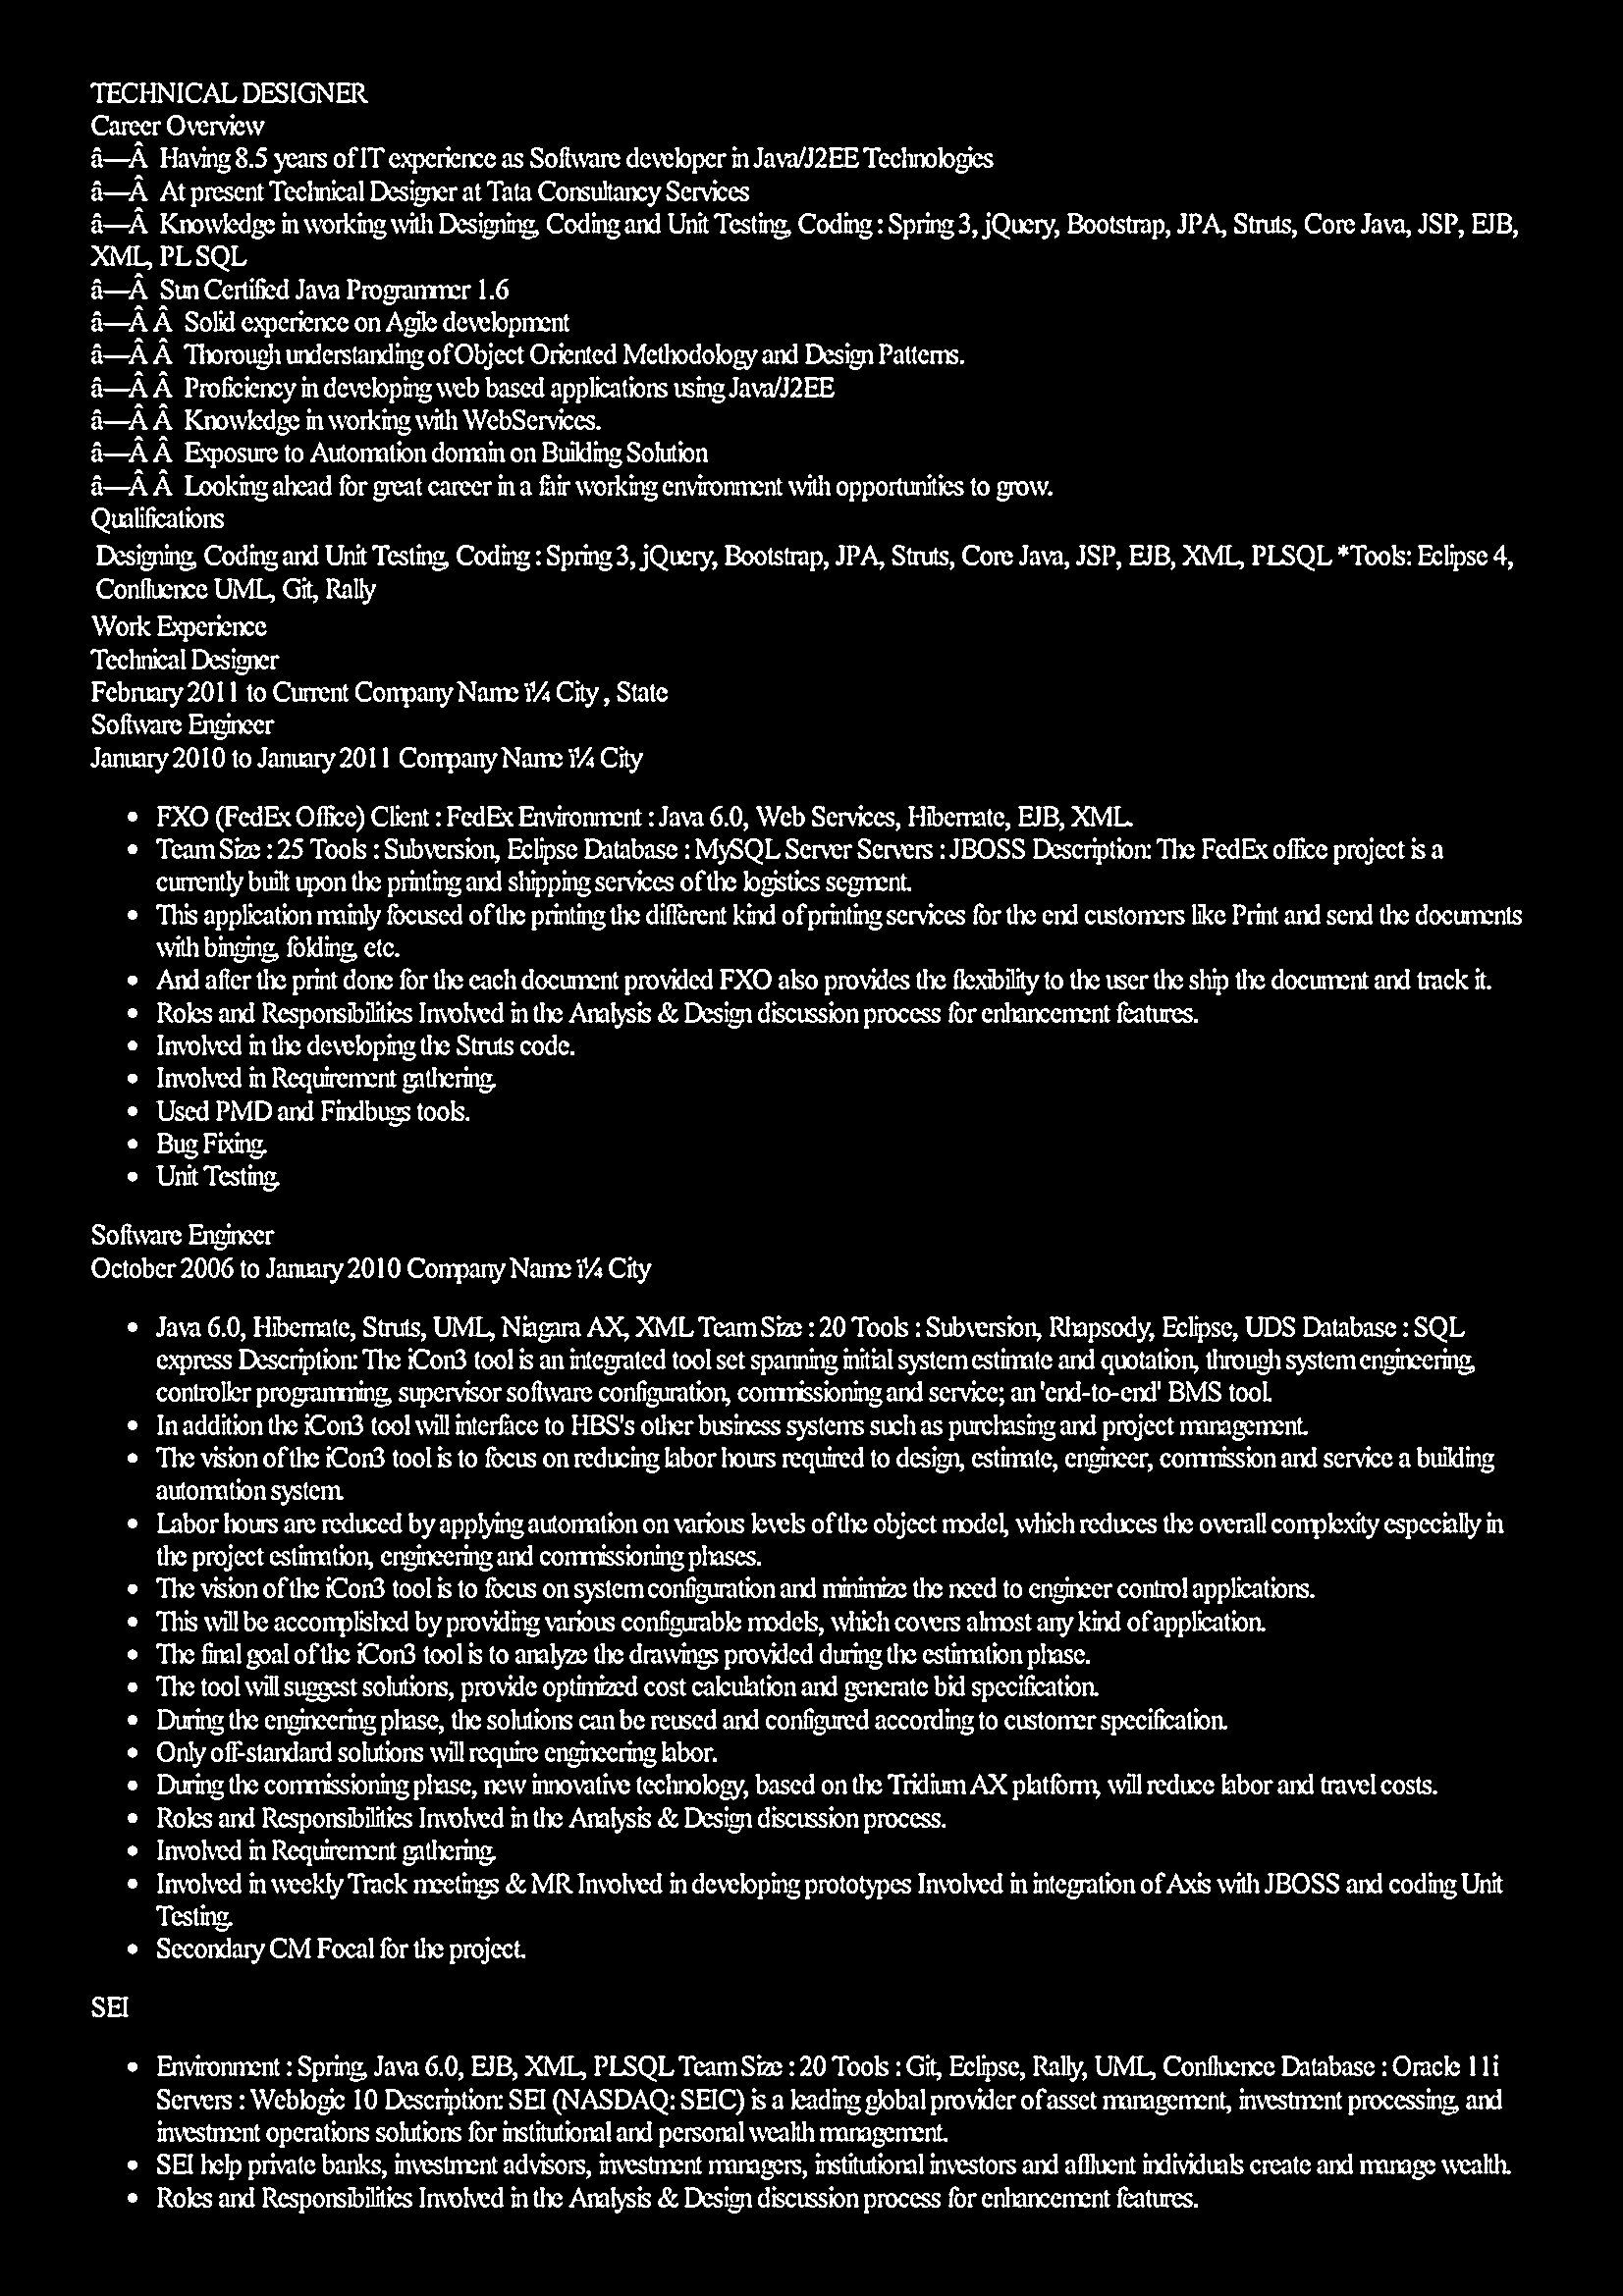 TECHNICAL DESIGNER
Career Overview
â—Â Having 8.5 years of IT experience as Software developer in Java/J2EE Technologies
â—Â At present Technical Designer at Tata Consultancy Services
â—Â Knowledge in working with Designing, Coding and Unit Testing, Coding : Spring 3, jQuery, Bootstrap, JPA, Struts, Core Java, JSP, EJB,
XML, PL SQL
â—Â Sun Certified Java Programmer 1.6
â—Â Â Solid experience on Agile development
â—Â Â Thorough understanding of Object Oriented Methodology and Design Patterns.
â—Â Â Proficiency in developing web based applications using Java/J2EE
â—Â Â Knowledge in working with WebServices.
â—Â Â Exposure to Automation domain on Building Solution
â—Â Â Looking ahead for great career in a fair working environment with opportunities to grow.
Qualifications
Designing, Coding and Unit Testing, Coding : Spring 3, jQuery, Bootstrap, JPA, Struts, Core Java, JSP, EJB, XML, PLSQL *Tools: Eclipse 4,
Confluence UML, Git, Rally
Work Experience
Technical Designer
February 2011 to Current Company Name ï¼ City , State
Software Engineer
January 2010 to January 2011 Company Name ï¼ City
• FXO (FedEx Office) Client : FedEx Environment : Java 6.0, Web Services, Hibernate, EJB, XML.
• Team Size : 25 Tools : Subversion, Eclipse Database : MySQL Server Servers : JBOSS Description: The FedEx office project is a
currently built upon the printing and shipping services of the logistics segment.
• This application mainly focused of the printing the different kind of printing services for the end customers like Print and send the documents
with binging, folding, etc.
• And after the print done for the each document provided FXO also provides the flexibility to the user the ship the document and track it.
• Roles and Responsibilities Involved in the Analysis & Design discussion process for enhancement features.
• Involved in the developing the Struts code.
• Involved in Requirement gathering.
• Used PMD and Findbugs tools.
• Bug Fixing.
• Unit Testing.
Software Engineer
October 2006 to January 2010 Company Name ï¼ City
• Java 6.0, Hibernate, Struts, UML, Niagara AX, XML Team Size : 20 Tools : Subversion, Rhapsody, Eclipse, UDS Database : SQL
express Description: The iCon3 tool is an integrated tool set spanning initial system estimate and quotation, through system engineering,
controller programming, supervisor software configuration, commissioning and service; an 'end-to-end' BMS tool.
• In addition the iCon3 tool will interface to HBS's other business systems such as purchasing and project management.
• The vision of the iCon3 tool is to focus on reducing labor hours required to design, estimate, engineer, commission and service a building
automation system.
• Labor hours are reduced by applying automation on various levels of the object model, which reduces the overall complexity especially in
the project estimation, engineering and commissioning phases.
• The vision of the iCon3 tool is to focus on system configuration and minimize the need to engineer control applications.
• This will be accomplished by providing various configurable models, which covers almost any kind of application.
• The final goal of the iCon3 tool is to analyze the drawings provided during the estimation phase.
• The tool will suggest solutions, provide optimized cost calculation and generate bid specification.
• During the engineering phase, the solutions can be reused and configured according to customer specification.
• Only off-standard solutions will require engineering labor.
• During the commissioning phase, new innovative technology, based on the Tridium AX platform, will reduce labor and travel costs.
• Roles and Responsibilities Involved in the Analysis & Design discussion process.
• Involved in Requirement gathering.
• Involved in weekly Track meetings & MR Involved in developing prototypes Involved in integration of Axis with JBOSS and coding Unit
Testing.
• Secondary CM Focal for the project.
SEI
• Environment : Spring, Java 6.0, EJB, XML, PLSQL Team Size : 20 Tools : Git, Eclipse, Rally, UML, Confluence Database : Oracle 11i
Servers : Weblogic 10 Description: SEI (NASDAQ: SEIC) is a leading global provider of asset management, investment processing, and
investment operations solutions for institutional and personal wealth management.
• SEI help private banks, investment advisors, investment managers, institutional investors and affluent individuals create and manage wealth.
• Roles and Responsibilities Involved in the Analysis & Design discussion process for enhancement features.